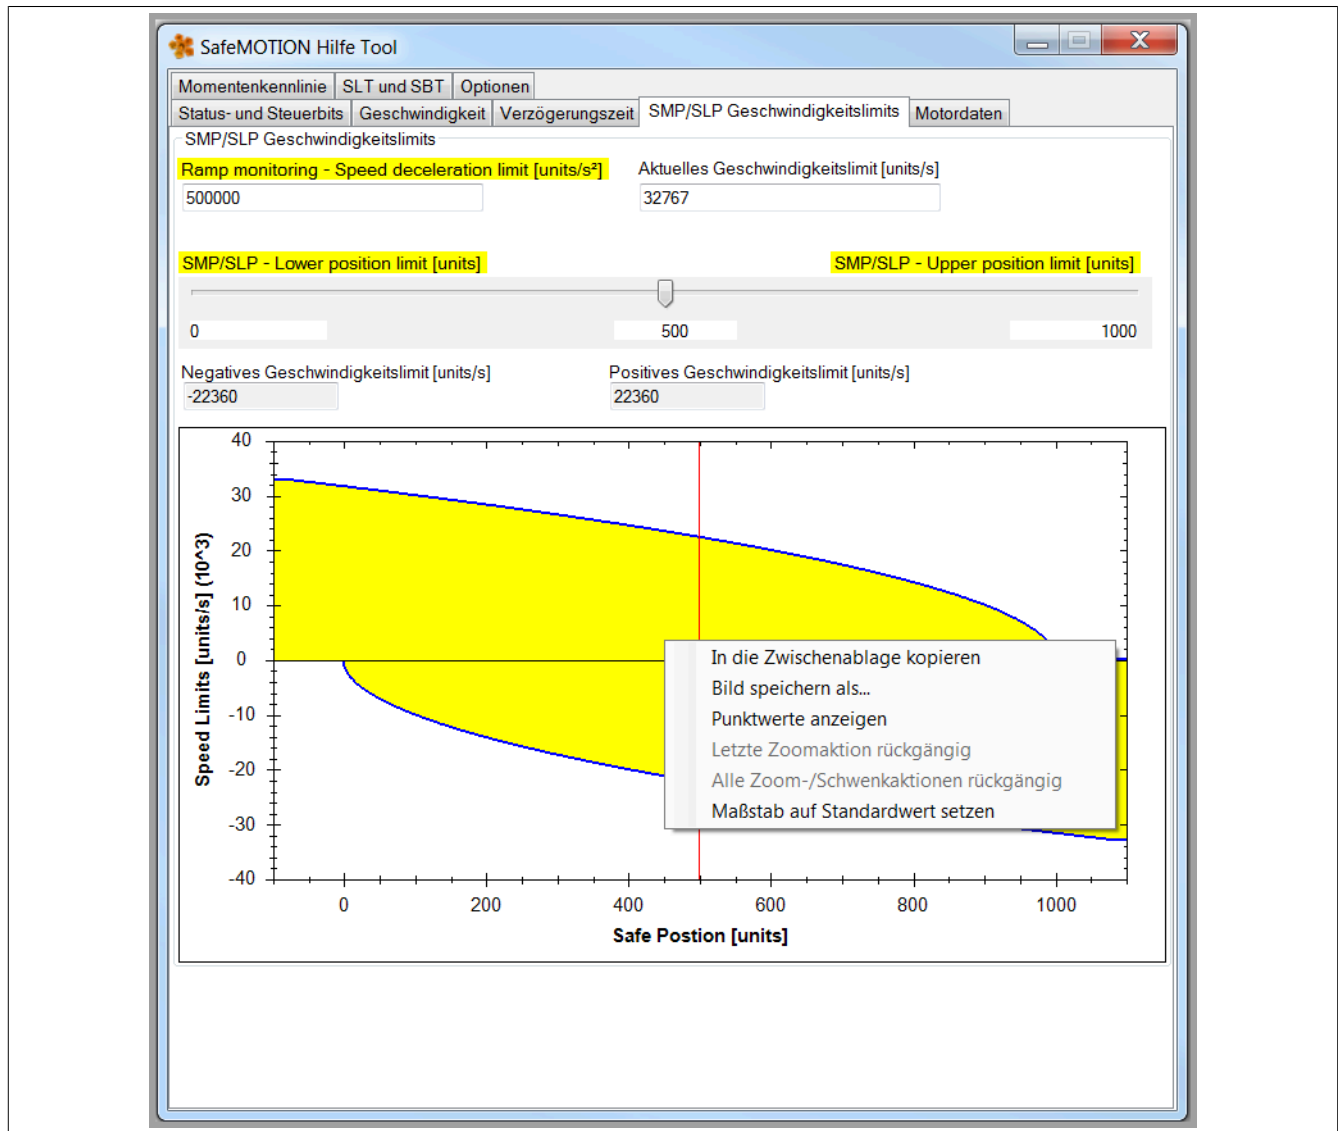 SafeMOTION Hilfe Tool
Momentenkennlinie SLT und SBT Optionen
Status- und Steuerbits Geschwindigkeit Verzögerungszeit SMP/SLP Geschwindigkeitslimits Motordaten
SMP/SLP Geschwindigkeitslimits
Ramp monitoring - Speed deceleration limit [units/s²] Aktuelles Geschwindigkeitslimit [units/s]
500000 32767
SMP/SLP - Lower position limit [units] SMP/SLP - Upper position limit [units]
0 500 1000
Negatives Geschwindigkeitslimit [units/s] Positives Geschwindigkeitslimit [units/s]
-22360 22360
Speed Limits [units/s] (10^3)
40
30
20
10
0
-10
-20
-30
-40
In die Zwischenablage kopieren
Bild speichern als...
Punktwerte anzeigen
Letzte Zoomaktion rückgängig
Alle Zoom-/Schwenkaktionen rückgängig
Maßstab auf Standardwert setzen
0 200 400 600 800 1000
Safe Postion [units]